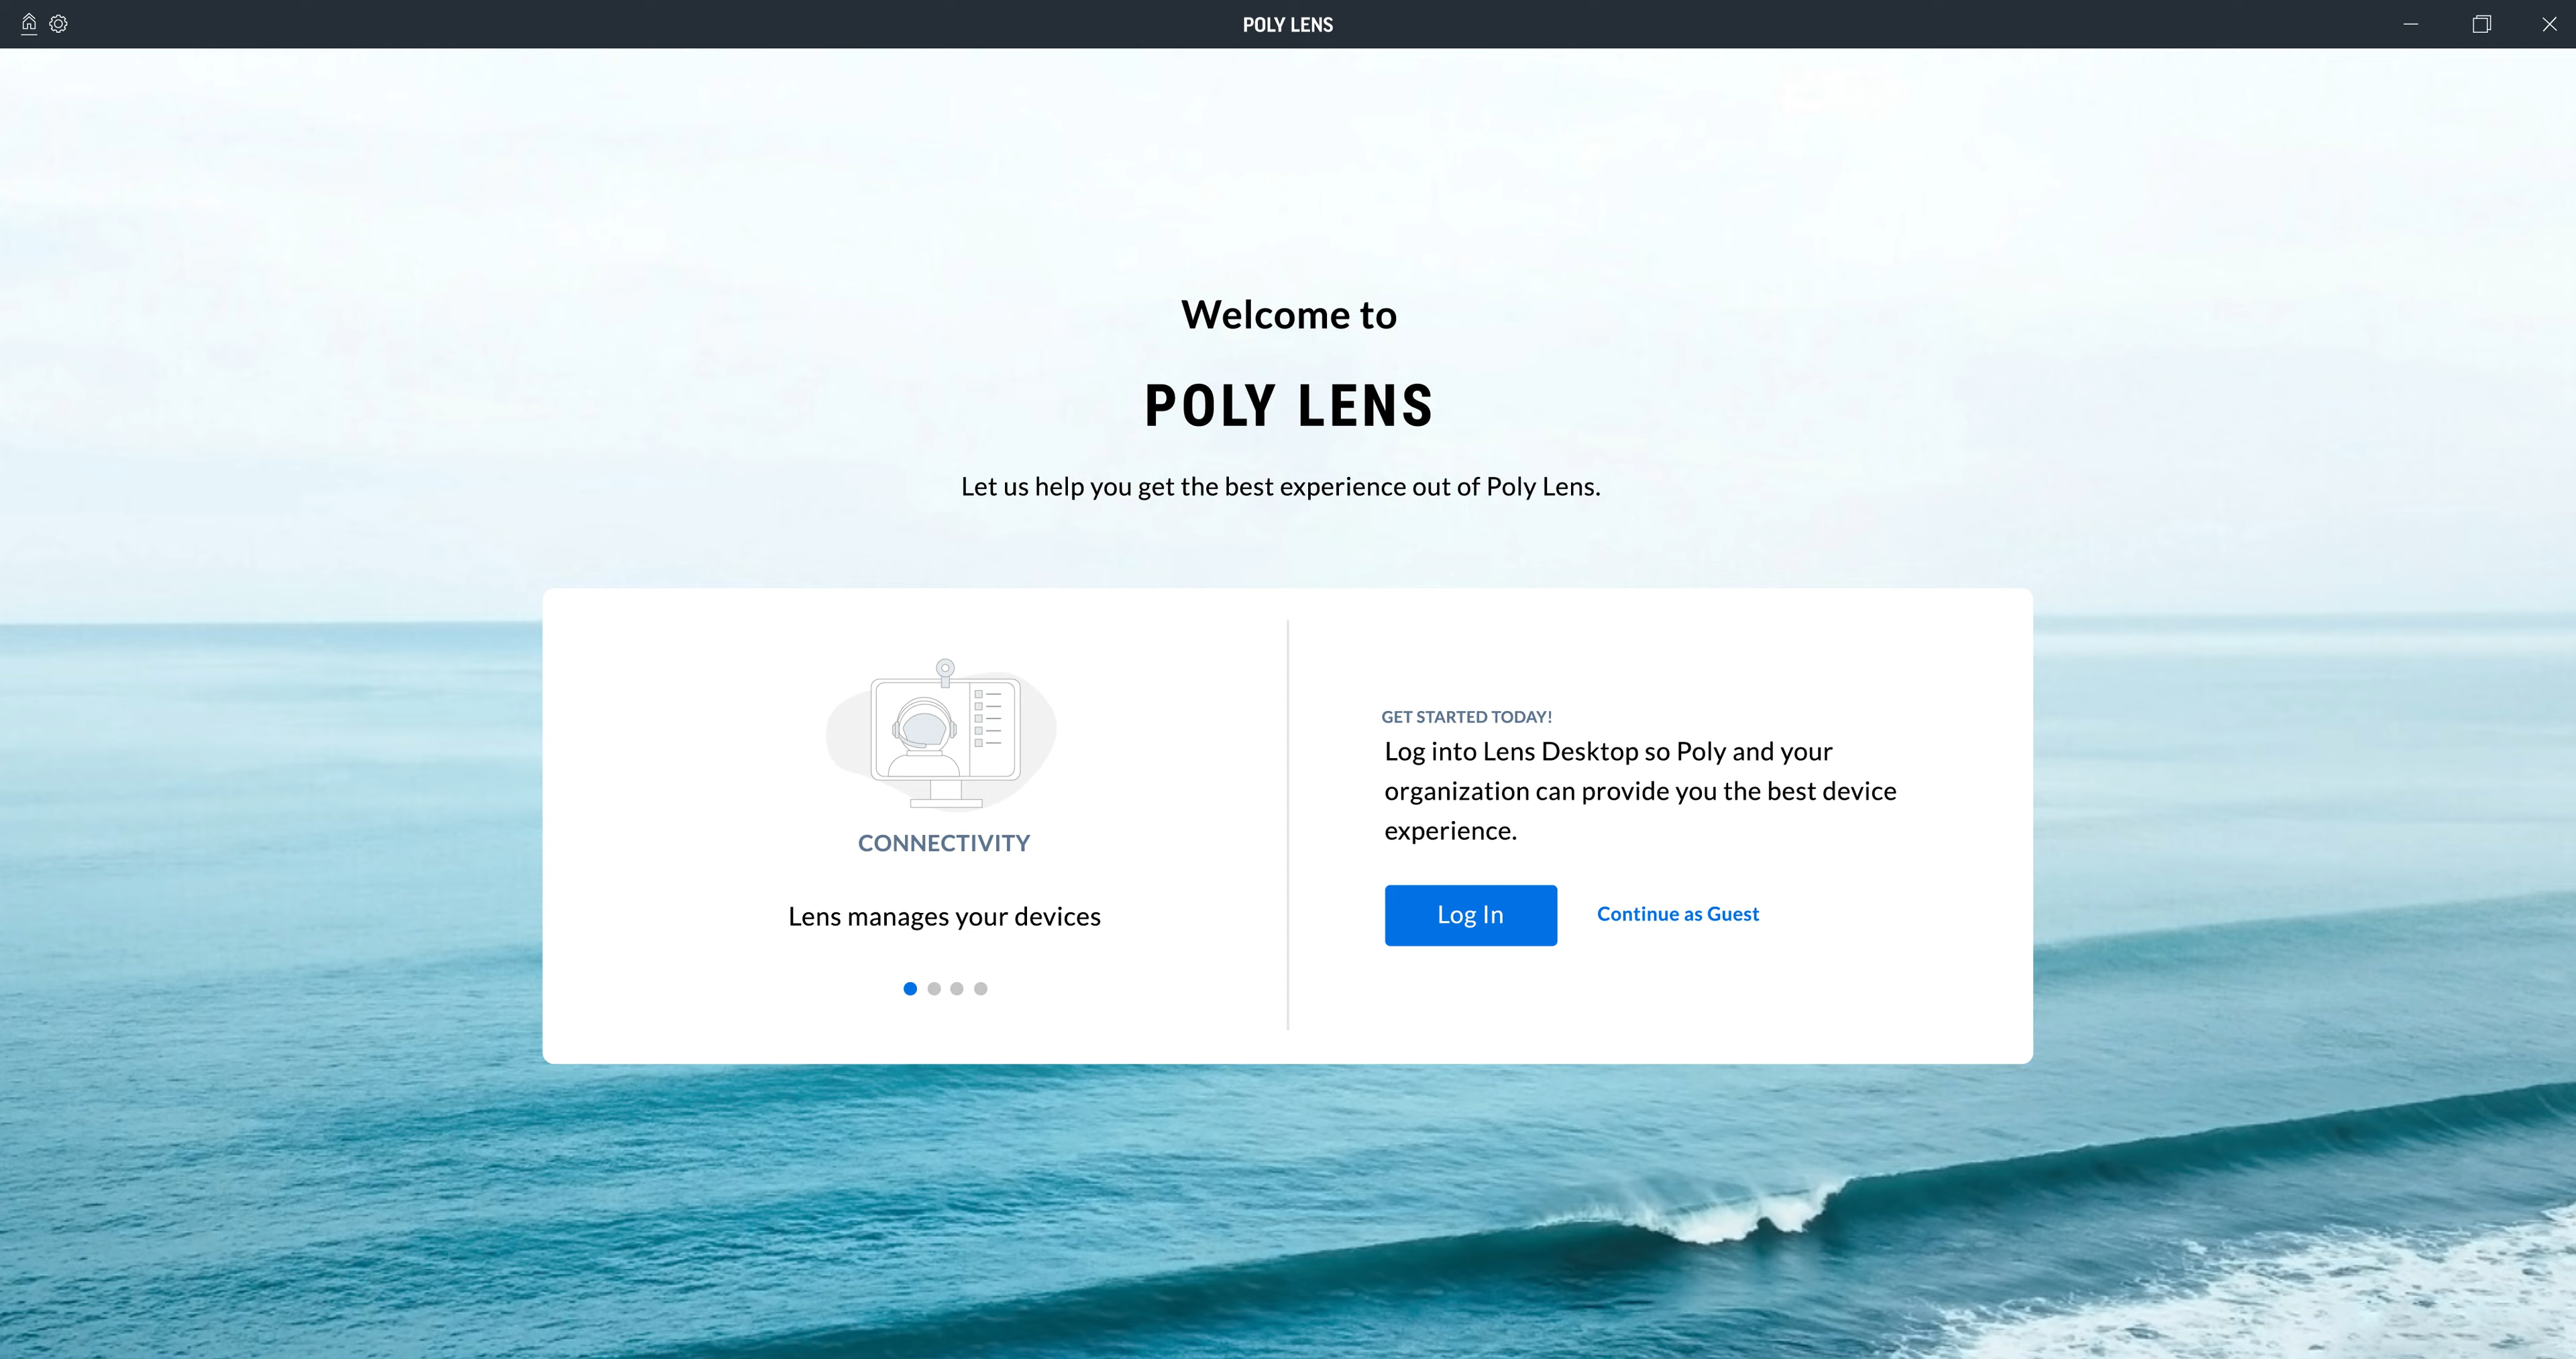 POLY LENS
Welcome to
POLY LENS
Let us help you get the best experience out of Poly Lens.
CONNECTIVITY
Lens manages your devices
GET STARTED TODAY!
Log into Lens Desktop so Poly and your
organization can provide you the best device
experience.
Log In
Continue as Guest